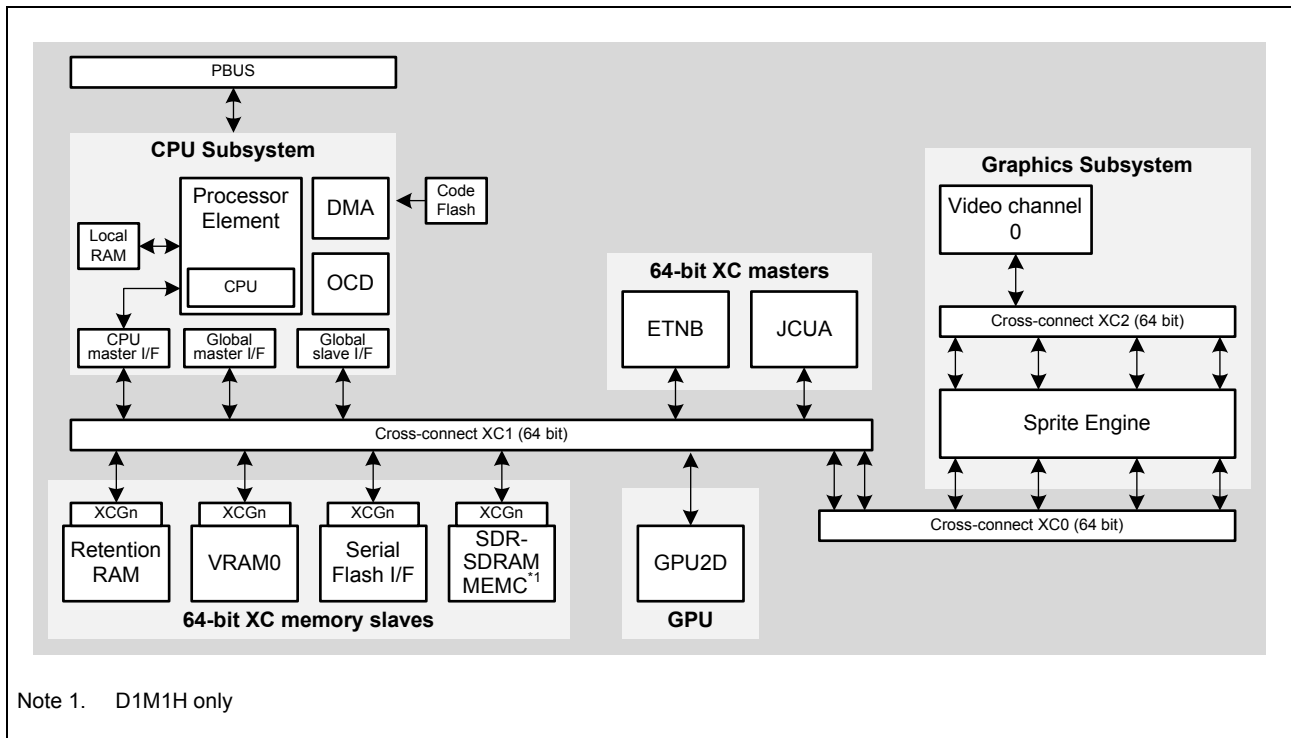 PBUS
CPU Subsystem
Processor
Element
DMA
Code
Flash
Local
RAM
CPU
OCD
CPU
master I/F
Global
master I/F
Global
slave I/F
64-bit XC masters
ETNB
JCUA
Graphics Subsystem
Video channel
0
Cross-connect XC2 (64 bit)
Sprite Engine
Cross-connect XC1 (64 bit)
Cross-connect XC0 (64 bit)
XCGn
Retention
RAM
XCGn
VRAM0
XCGn
Serial
Flash I/F
XCGn
SDR-
SDRAM
MEMC*1
64-bit XC memory slaves
GPU2D
GPU
Note 1. D1M1H only